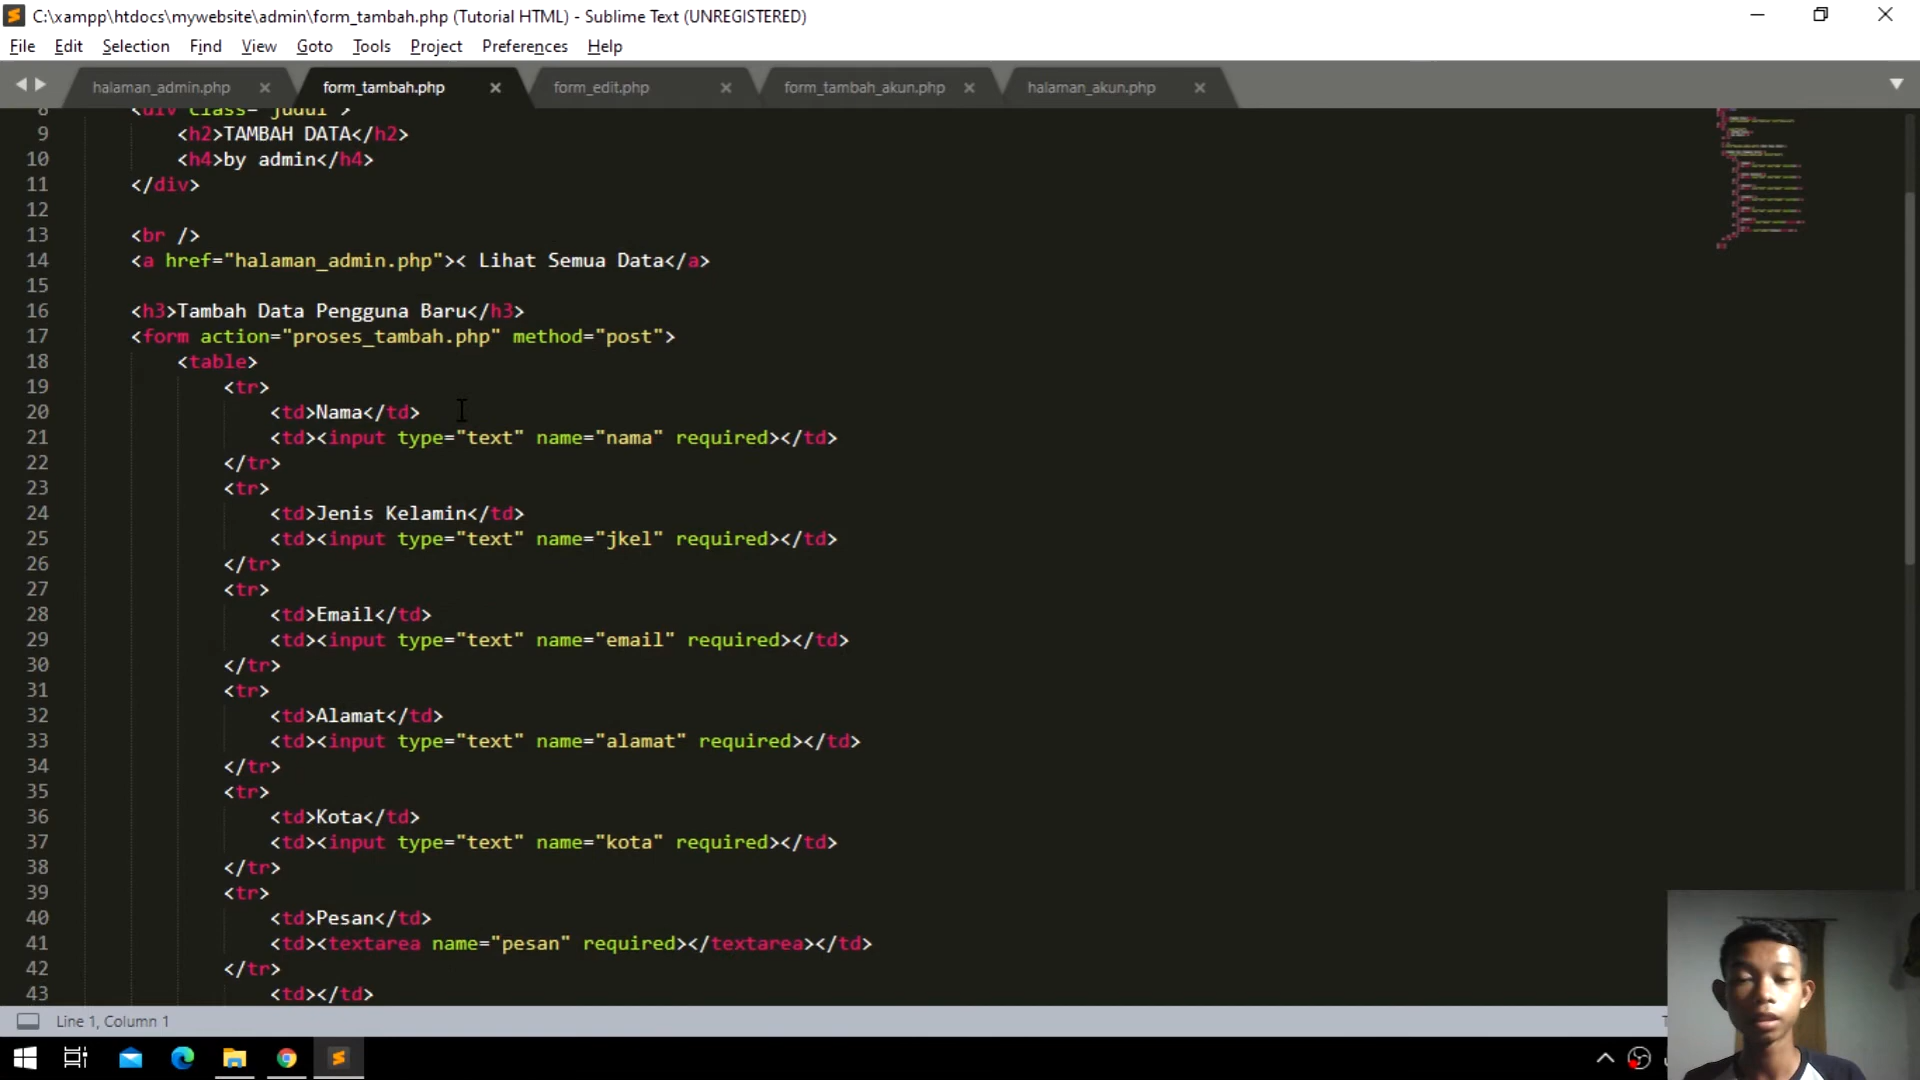 C:\xampp\htdocs\mywebsite\admin\form_tambah.php (Tutorial HTML) - Sublime Text (UNREGISTERED)
File Edit Selection Find View Goto Tools Project Preferences Help
halaman_admin.php form_tambah.php form_edit.php form_tambah_akun.php halaman_akun.php
8 <div class="judul">
9 <h2>TAMBAH DATA</h2>
10 <h4>by admin</h4>
11 </div>
12
13 <br />
14 <a href="halaman_admin.php">< Lihat Semua Data</a>
15
16 <h3>Tambah Data Pengguna Baru</h3>
17 <form action="proses_tambah.php" method="post">
18 <table>
19 <tr>
20 <td>Nama</td>
21 <td><input type="text" name="nama" required></td>
22 </tr>
23 <tr>
24 <td>Jenis Kelamin</td>
25 <td><input type="text" name="jkel" required></td>
26 </tr>
27 <tr>
28 <td>Email</td>
29 <td><input type="text" name="email" required></td>
30 </tr>
31 <tr>
32 <td>Alamat</td>
33 <td><input type="text" name="alamat" required></td>
34 </tr>
35 <tr>
36 <td>Kota</td>
37 <td><input type="text" name="kota" required></td>
38 </tr>
39 <tr>
40 <td>Pesan</td>
41 <td><textarea name="pesan" required></textarea></td>
42 </tr>
43 <td></td>
Line 1, Column 1